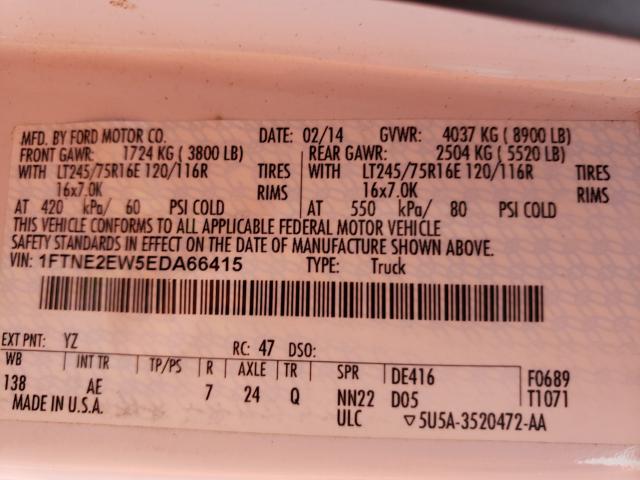 MFD. BY FORD MOTOR CO. DATE: 02/14 GVWR: 4037 KG ( 8900 LB)
FRONT GAWR: 1724 KG ( 3800 LB) REAR GAWR: 2504 KG ( 5520 LB)
WITH LT245/75R16E 120/116R TIRES WITH LT245/75R16E 120/116R TIRES
16x7.0K RIMS 16x7.0K RIMS
AT 420 kPa/ 60 PSI COLD AT 550 kPa/ 80 PSI COLD
THIS VEHICLE CONFORMS TO ALL APPLICABLE FEDERAL MOTOR VEHICLE
SAFETY STANDARDS IN EFFECT ON THE DATE OF MANUFACTURE SHOWN ABOVE.
VIN: 1FTNE2EW5EDA66415 TYPE: Truck
EXT PNT: YZ RC: 47 DSO:
WB INT TR TP/PS R AXLE TR SPR DE416 F0689
138 AE 7 24 Q NN22 D05 T1071
MADE IN U.S.A. ULC ▽5U5A-3520472-AA